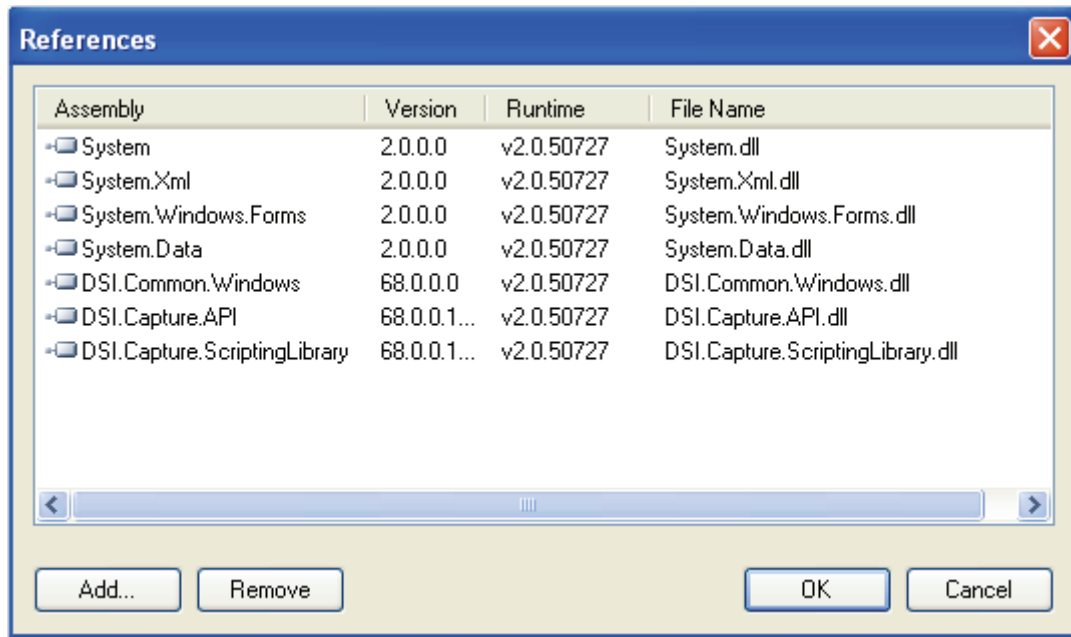 References
Assembly Version Runtime File Name
System 2.0.0.0 v2.0.50727 System.dll
System.Xml 2.0.0.0 v2.0.50727 System.Xml.dll
System.Windows.Forms 2.0.0.0 v2.0.50727 System.Windows.Forms.dll
System.Data 2.0.0.0 v2.0.50727 System.Data.dll
DSI.Common.Windows 68.0.0.0 v2.0.50727 DSI.Common.Windows.dll
DSI.Capture.API 68.0.0.1... v2.0.50727 DSI.Capture.API.dll
DSI.Capture.ScriptingLibrary 68.0.0.1... v2.0.50727 DSI.Capture.ScriptingLibrary.dll
Add... Remove OK Cancel